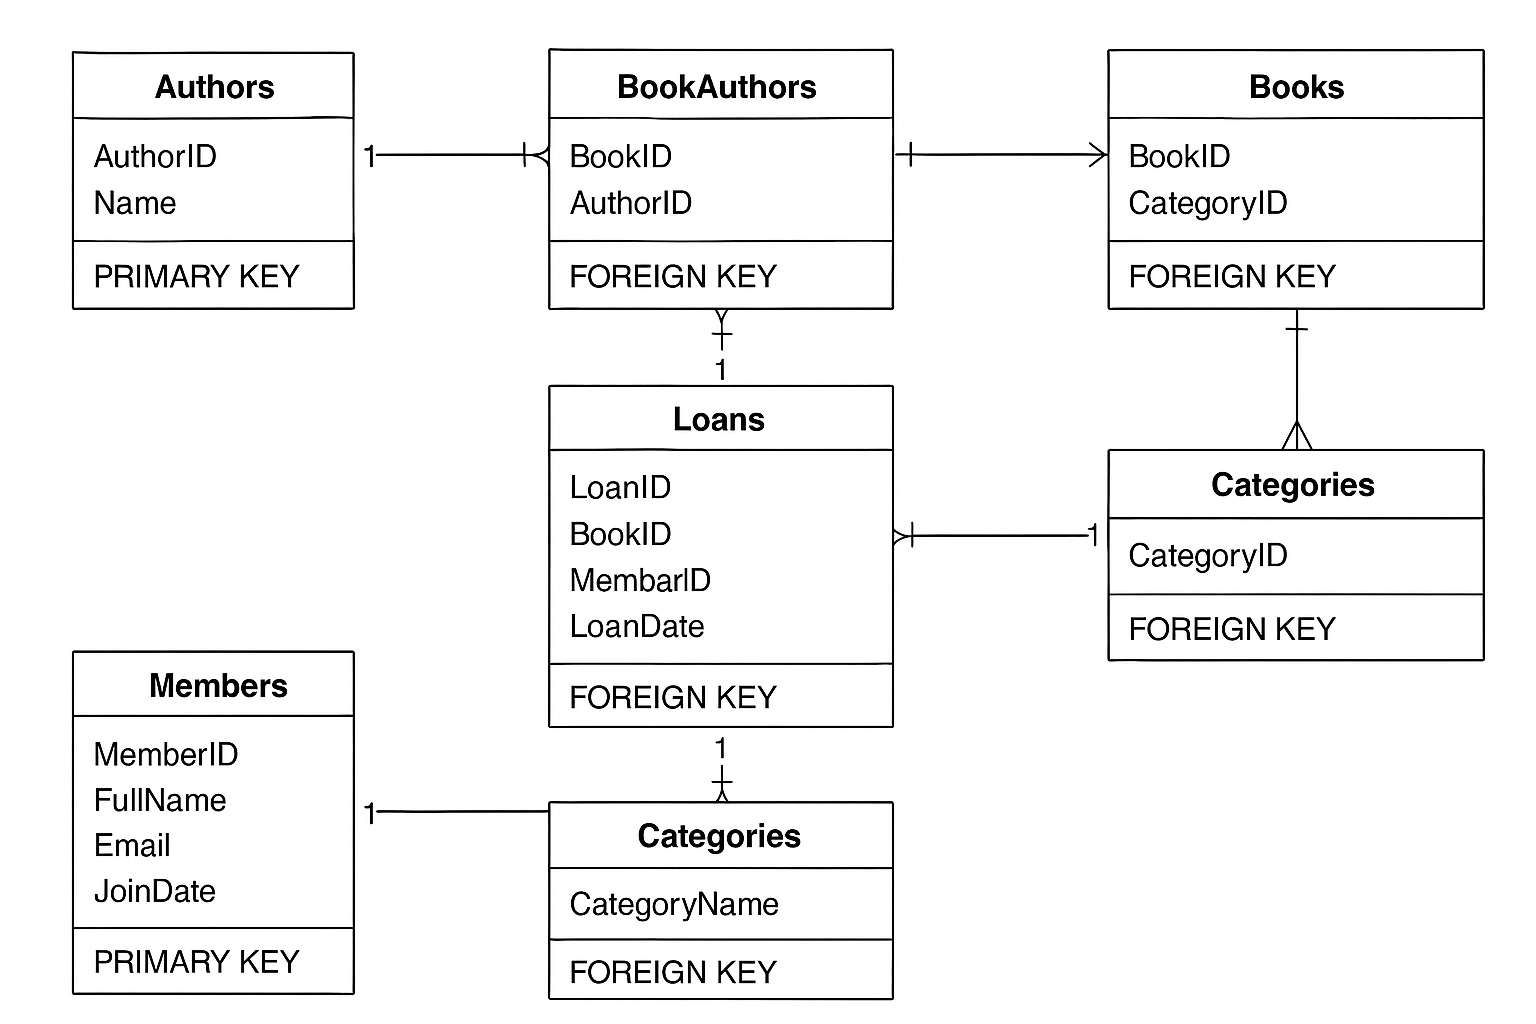 Authors
AuthorID
Name
PRIMARY KEY
1
BookAuthors
BookID
AuthorID
FOREIGN KEY
Books
BookID
CategoryID
FOREIGN KEY
1
Loans
LoanID
BookID
MembarID
LoanDate
FOREIGN KEY
1
Categories
CategoryID
FOREIGN KEY
Members
MemberID
FullName
Email
JoinDate
PRIMARY KEY
1
1
Categories
CategoryName
FOREIGN KEY